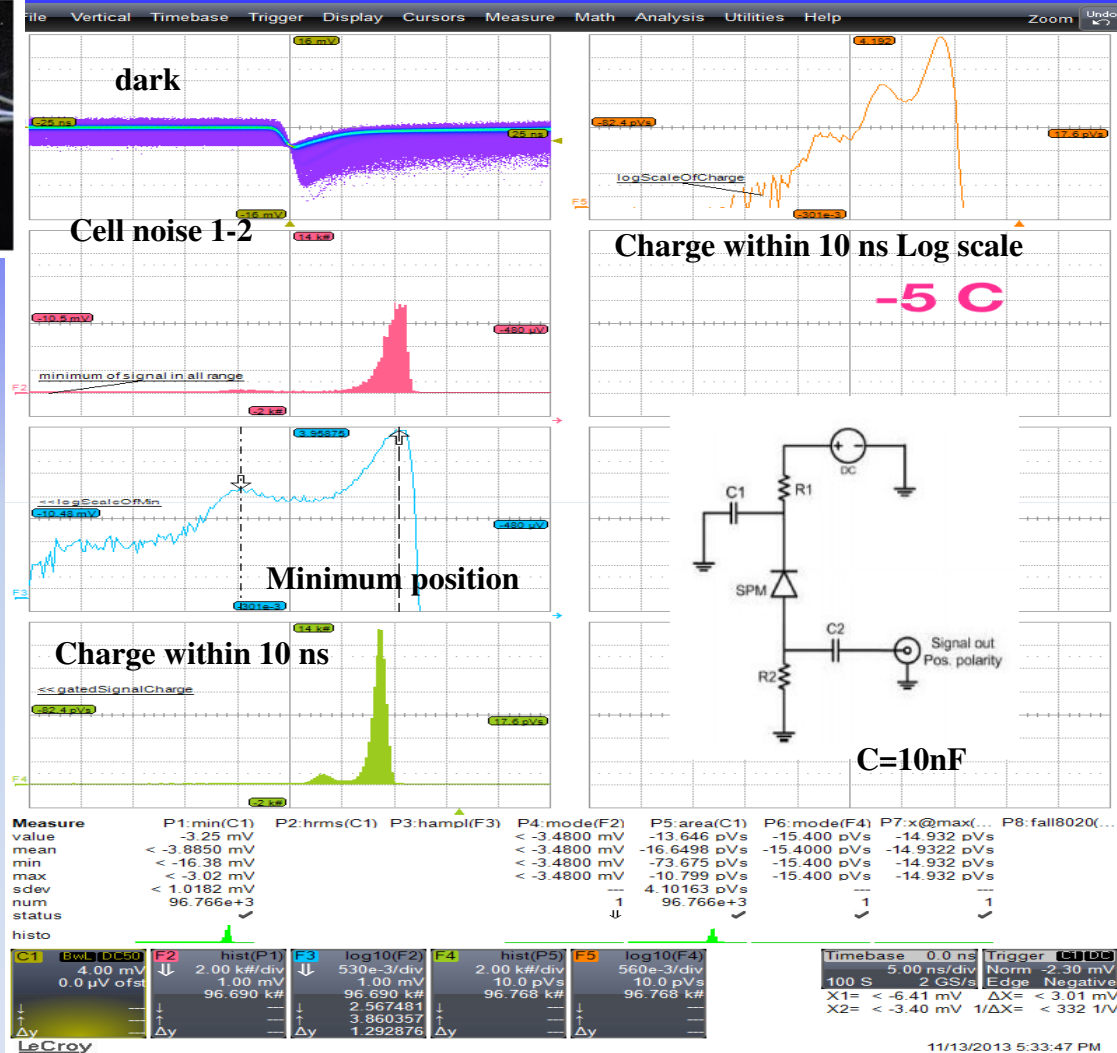 ile Vertical Timebase Trigger Display Cursors Measure Math Analysis Utilities Help Zoom Undo
16 mV
dark
-25 ns
25 ns
-16 mV
Cell noise 1-2
4.192
-82.4 pVs
17.6 pVs
logScaleOfCharge
F5
-301e-3
Charge within 10 ns Log scale
-5 C
14 k#
-10.5 mV
-480 µV
minimum of signal in all range
F2
-2 k#
3.95875
<<logScaleOfMin
-10.48 mV
-480 µV
Minimum position
F3
-301e-3
14 k#
Charge within 10 ns
<< gatedSignalCharge
-82.4 pVs
17.6 pVs
F4
-2 k#
DC
R1
C1
SPM
C2
Signal out
Pos. polarity
R2
C=10nF
Measure P1:min(C1) P2:hrms(C1) P3:hampl(F3) P4:mode(F2) P5:area(C1) P6:mode(F4) P7:x@max(... P8:fall8020(...
value -3.25 mV < -3.4800 mV -13.646 pVs -15.400 pVs -14.932 pVs
mean < -3.8850 mV < -3.4800 mV -16.6498 pVs -15.4000 pVs -14.9322 pVs
min < -16.38 mV < -3.4800 mV -73.675 pVs -15.400 pVs -14.932 pVs
max < -3.02 mV < -3.4800 mV -10.799 pVs -15.400 pVs -14.932 pVs
sdev < 1.0182 mV --- 4.10163 pVs --- ---
num 96.766e+3 1 96.766e+3 1 1
status
histo
C1 BwL DC50
4.00 mV
0.0 µV ofst
Δy
F2 hist(P1)
2.00 k#/div
1.00 mV
96.690 k#
Δy
F3 log10(F2)
530e-3/div
1.00 mV
96.690 k#
2.567481
3.860357
Δy 1.292876
F4 hist(P5)
2.00 k#/div
10.0 pVs
96.768 k#
Δy
F5 log10(F4)
560e-3/div
10.0 pVs
96.768 k#
Δy
Timebase 0.0 ns
5.00 ns/div
100 S 2 GS/s
Trigger C1 DC
Norm -2.30 mV
Edge Negative
X1= < -6.41 mV ΔX= < 3.01 mV
X2= < -3.40 mV 1/ΔX= < 332 1/V
LeCroy
11/13/2013 5:33:47 PM